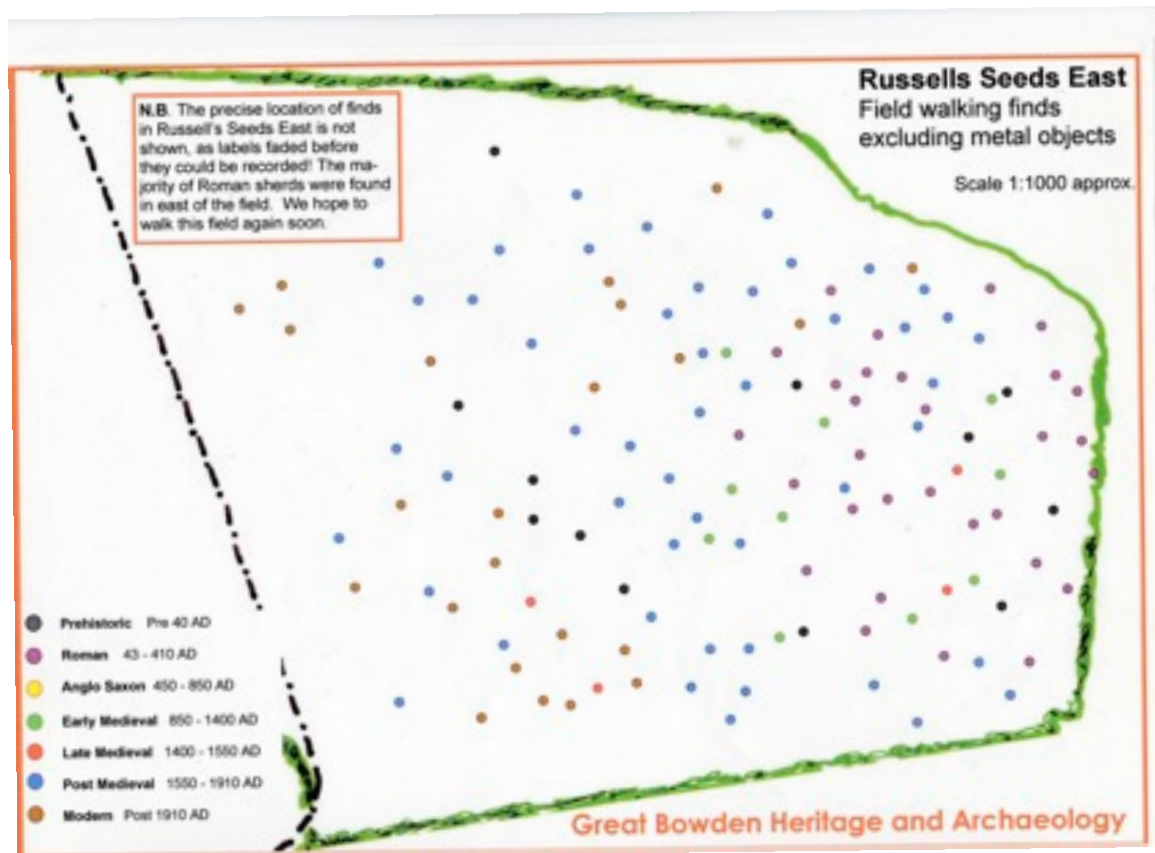 Russells Seeds East
Field walking finds
excluding metal objects
Scale 1:1000 approx.
N.B. The precise location of finds
in Russell's Seeds East is not
shown, as labels faded before
they could be recorded! The ma-
jority of Roman sherds were found
in east of the field. We hope to
walk this field again soon.
Prehistoric Pre 40 AD
Roman 43 - 410 AD
Anglo Saxon 450 - 850 AD
Early Medieval 850 - 1400 AD
Late Medieval 1400 - 1550 AD
Post Medieval 1550 - 1910 AD
Modern Post 1910 AD
Great Bowden Heritage and Archaeology